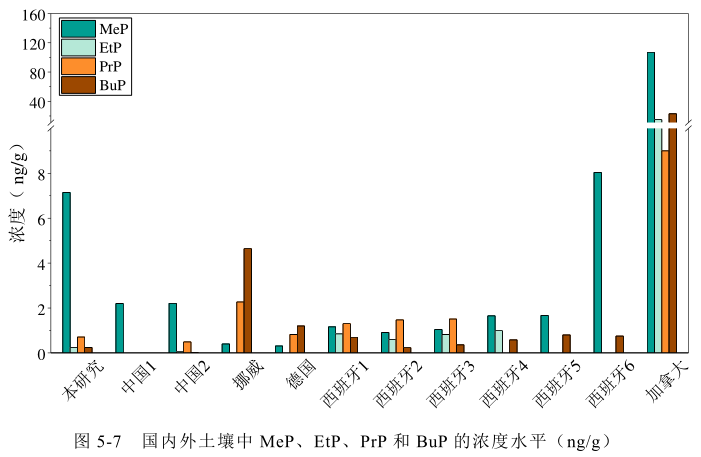 160
120
80
40
8
6
4
2
0
浓度（ng/g）
MeP
EtP
PrP
BuP
本研究
中国1
中国2
挪威
德国
西班牙1
西班牙2
西班牙3
西班牙4
西班牙5
西班牙6
加拿大
图 5-7 国内外土壤中 MeP、EtP、PrP 和 BuP 的浓度水平（ng/g）